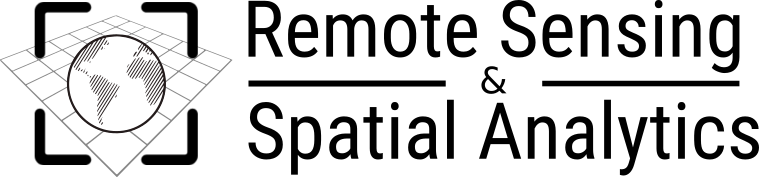 Remote Sensing
&
Spatial Analytics